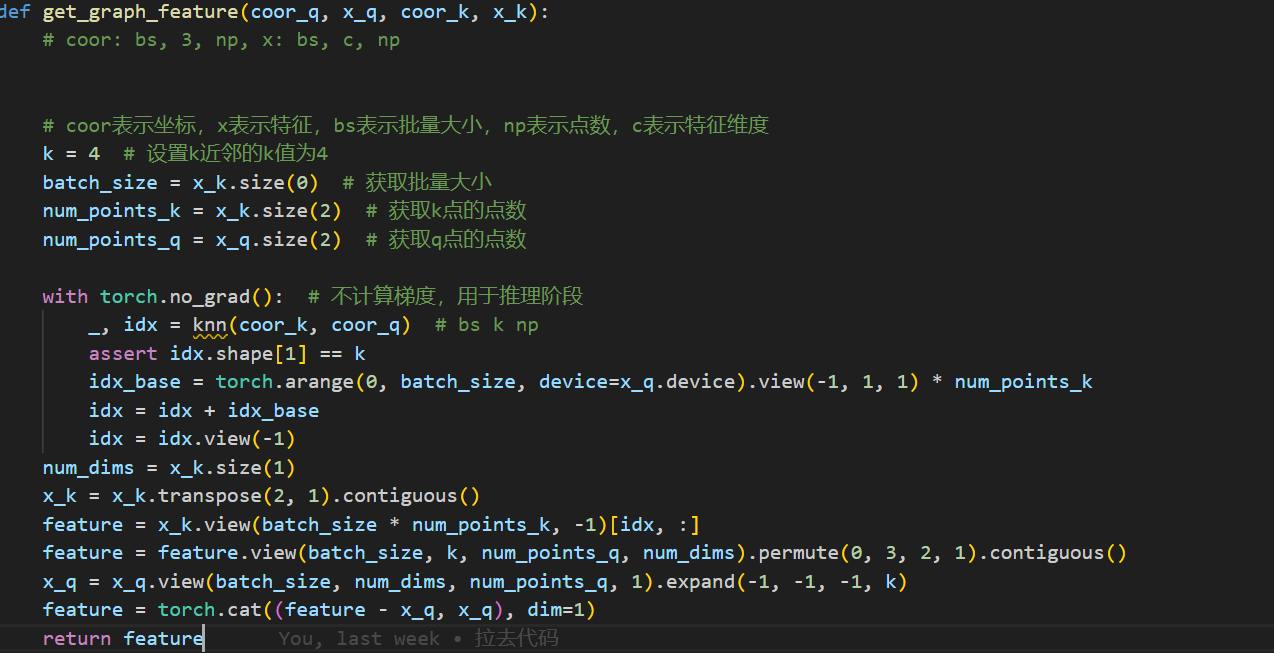 def get_graph_feature(coor_q, x_q, coor_k, x_k):
    # coor: bs, 3, np, x: bs, c, np
    # coor表示坐标，x表示特征，bs表示批量大小，np表示点数，c表示特征维度
    k = 4  # 设置k近邻的k值为4
    batch_size = x_k.size(0)  # 获取批量大小
    num_points_k = x_k.size(2)  # 获取k点的点数
    num_points_q = x_q.size(2)  # 获取q点的点数
    with torch.no_grad():  # 不计算梯度，用于推理阶段
        _, idx = knn(coor_k, coor_q)  # bs k np
        assert idx.shape[1] == k
        idx_base = torch.arange(0, batch_size, device=x_q.device).view(-1, 1, 1) * num_points_k
        idx = idx + idx_base
        idx = idx.view(-1)
    num_dims = x_k.size(1)
    x_k = x_k.transpose(2, 1).contiguous()
    feature = x_k.view(batch_size * num_points_k, -1)[idx, :]
    feature = feature.view(batch_size, k, num_points_q, num_dims).permute(0, 3, 2, 1).contiguous()
    x_q = x_q.view(batch_size, num_dims, num_points_q, 1).expand(-1, -1, -1, k)
    feature = torch.cat((feature - x_q, x_q), dim=1)
    return feature      You, last week • 拉去代码